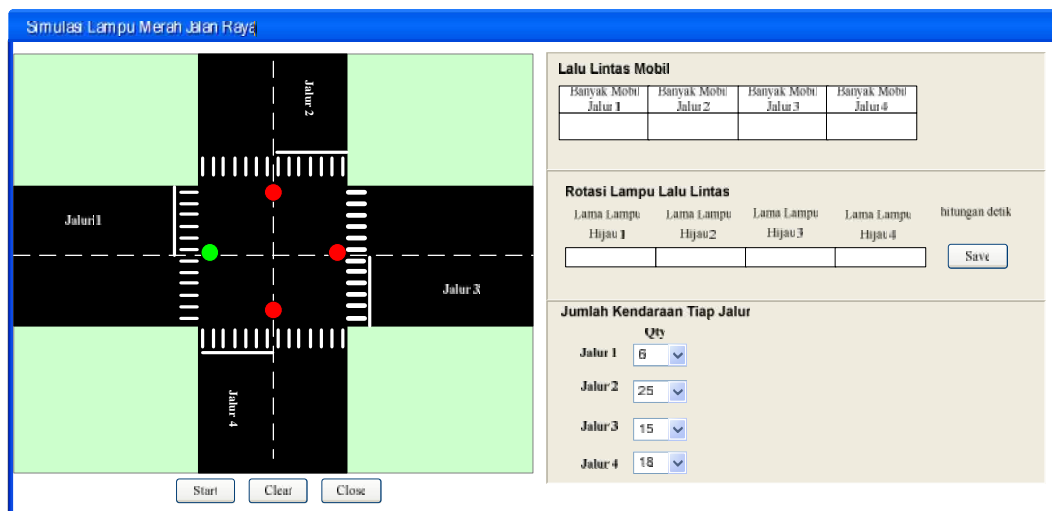 Simulasi Lampu Merah Jalan Raya
Jalur 2
Jaluri1
Jalur 3
Jalur 4
Start Clear Close
Lalu Lintas Mobil
Banyak Mobil Banyak Mobil Banyak Mobil Banyak Mobil
Jalur 1 Jalur 2 Jalur 3 Jalur 4
Rotasi Lampu Lalu Lintas
Lama Lampu Lama Lampu Lama Lampu Lama Lampu hitungan detik
Hijau 1 Hijau 2 Hijau 3 Hijau 4
Save
Jumlah Kendaraan Tiap Jalur
Qty
Jalur 1 6
Jalur 2 25
Jalur 3 15
Jalur 4 18